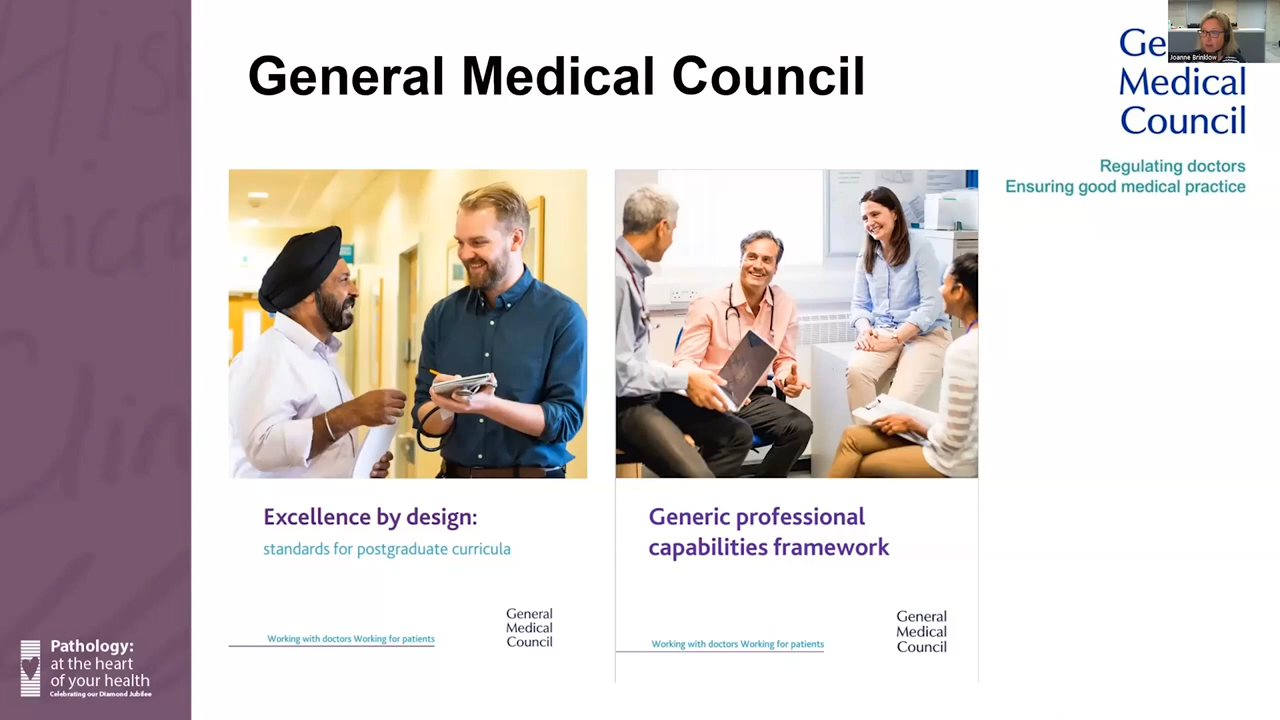 General Medical Council
Medical
Council
Joanne Brinklow
Regulating doctors
Ensuring good medical practice
Excellence by design:
standards for postgraduate curricula
Working with doctors Working for patients
General
Medical
Council
Generic professional
capabilities framework
Working with doctors Working for patients
General
Medical
Council
Pathology:
at the heart
of your health
Celebrating our Diamond Jubilee